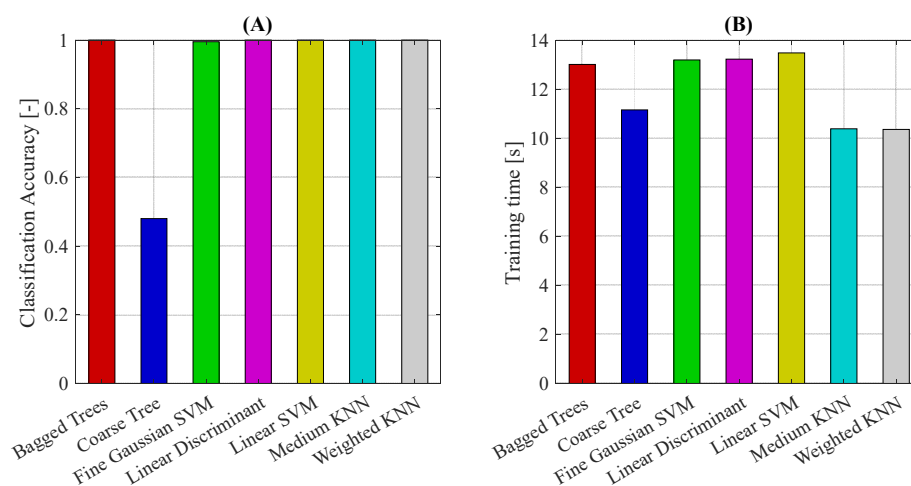 (A)
Classification Accuracy [-]
1
0.8
0.6
0.4
0.2
0
Bagged Trees
Coarse Tree
Fine Gaussian SVM
Linear Discriminant
Linear SVM
Medium KNN
Weighted KNN
(B)
Training time [s]
14
12
10
8
6
4
2
0
Bagged Trees
Coarse Tree
Fine Gaussian SVM
Linear Discriminant
Linear SVM
Medium KNN
Weighted KNN